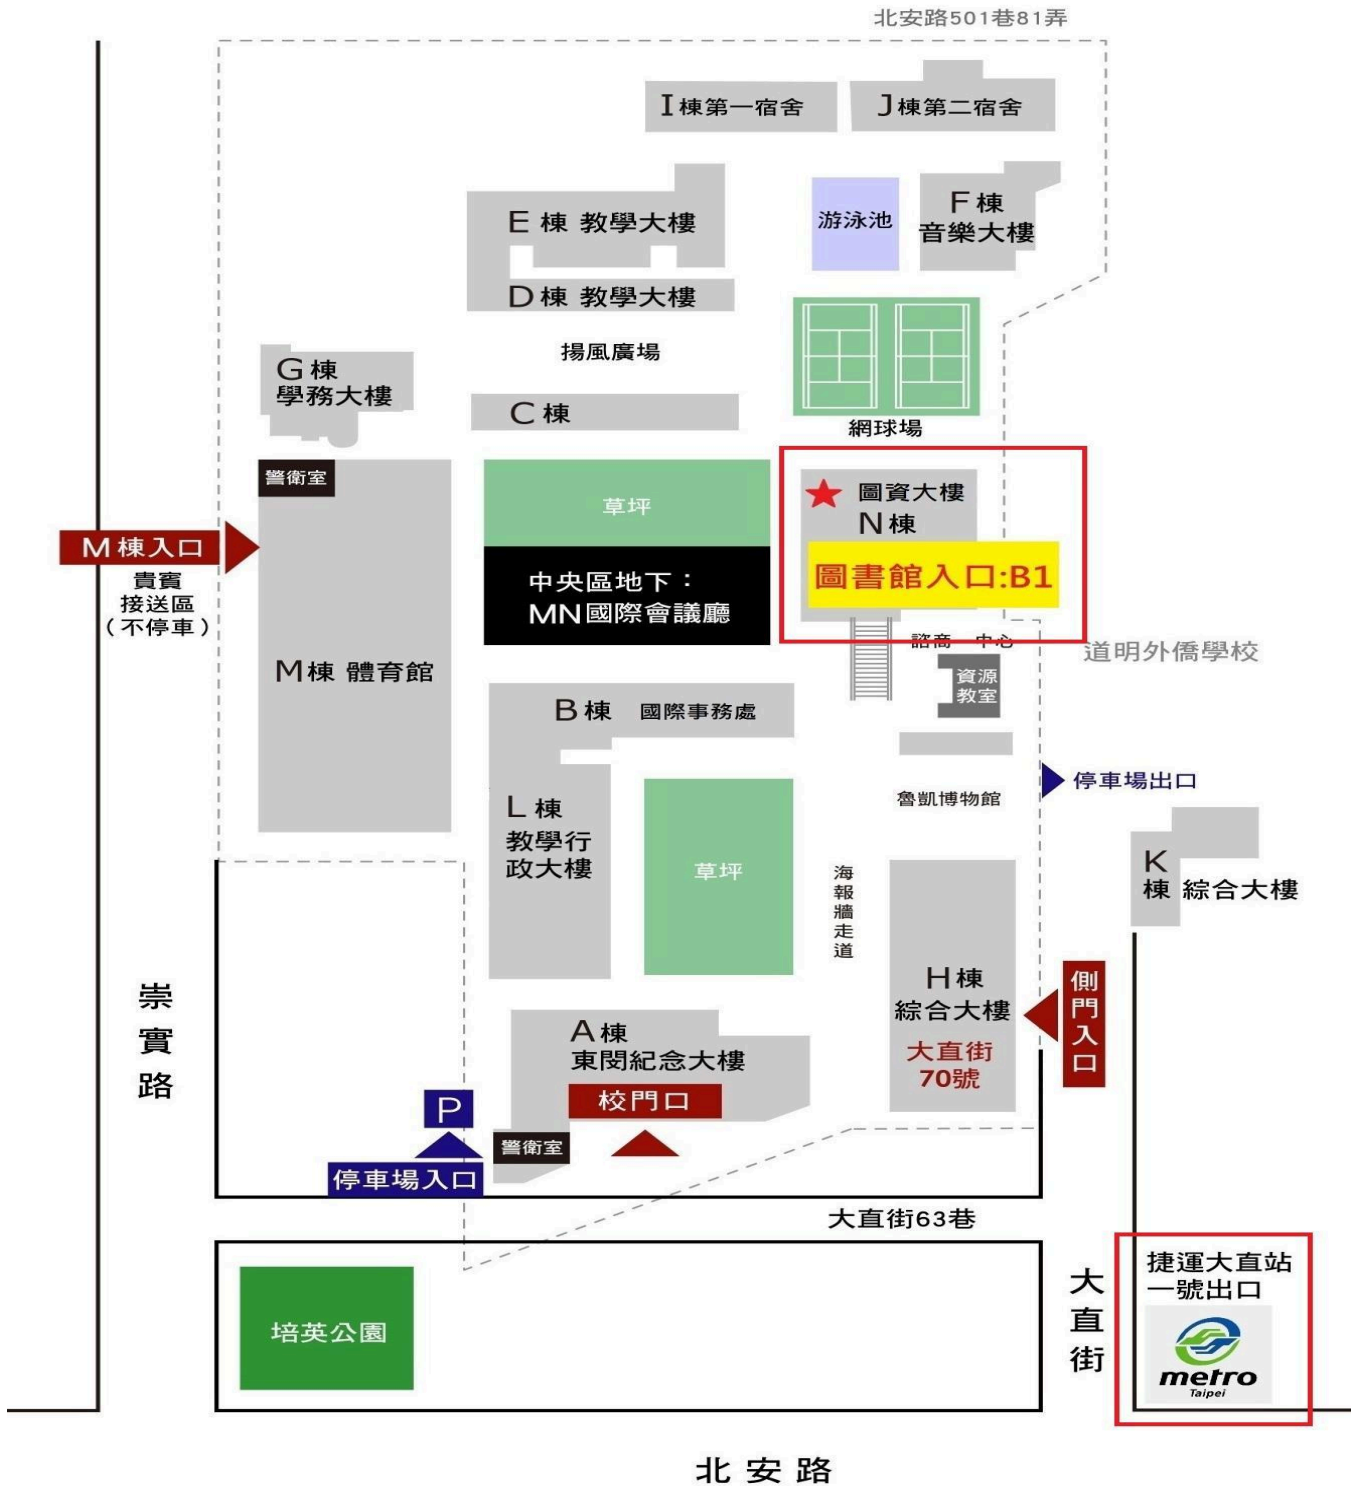 北安路501巷81弄
I棟第一宿舍
J棟第二宿舍
E棟 教學大樓
游泳池
F棟
音樂大樓
D棟 教學大樓
揚風廣場
G棟
學務大樓
C棟
網球場
警衛室
草坪
圖資大樓
N棟
M棟入口
貴賓
接送區
（不停車）
中央區地下：
MN國際會議廳
圖書館入口:B1
諮商 中心
道明外僑學校
M棟 體育館
資源
教室
B棟 國際事務處
停車場出口
魯凱博物館
L棟
教學行
政大樓
草坪
海報牆走道
K
棟 綜合大樓
崇實路
H棟
綜合大樓
大直街
70號
側門入口
A棟
東閔紀念大樓
校門口
P
警衛室
停車場入口
大直街63巷
大直街
捷運大直站
一號出口
培英公園
metro
Taipei
北安路